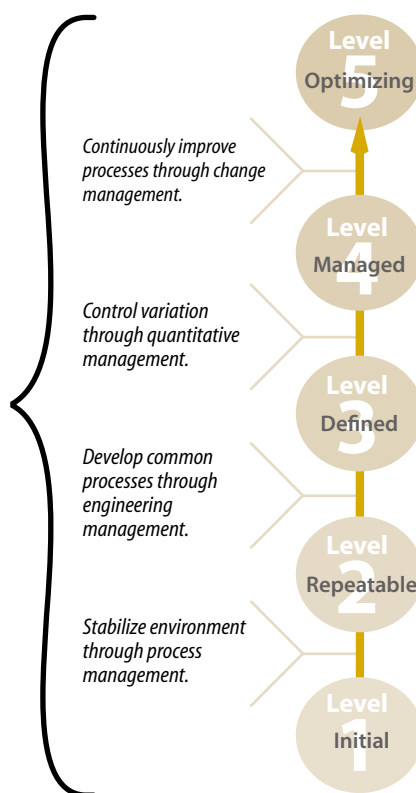 Level
5
Optimizing
Continuously improve
processes through change
management.
Level
4
Managed
Control variation
through quantitative
management.
Level
3
Defined
Develop common
processes through
engineering
management.
Level
2
Repeatable
Stabilize environment
through process
management.
Level
1
Initial